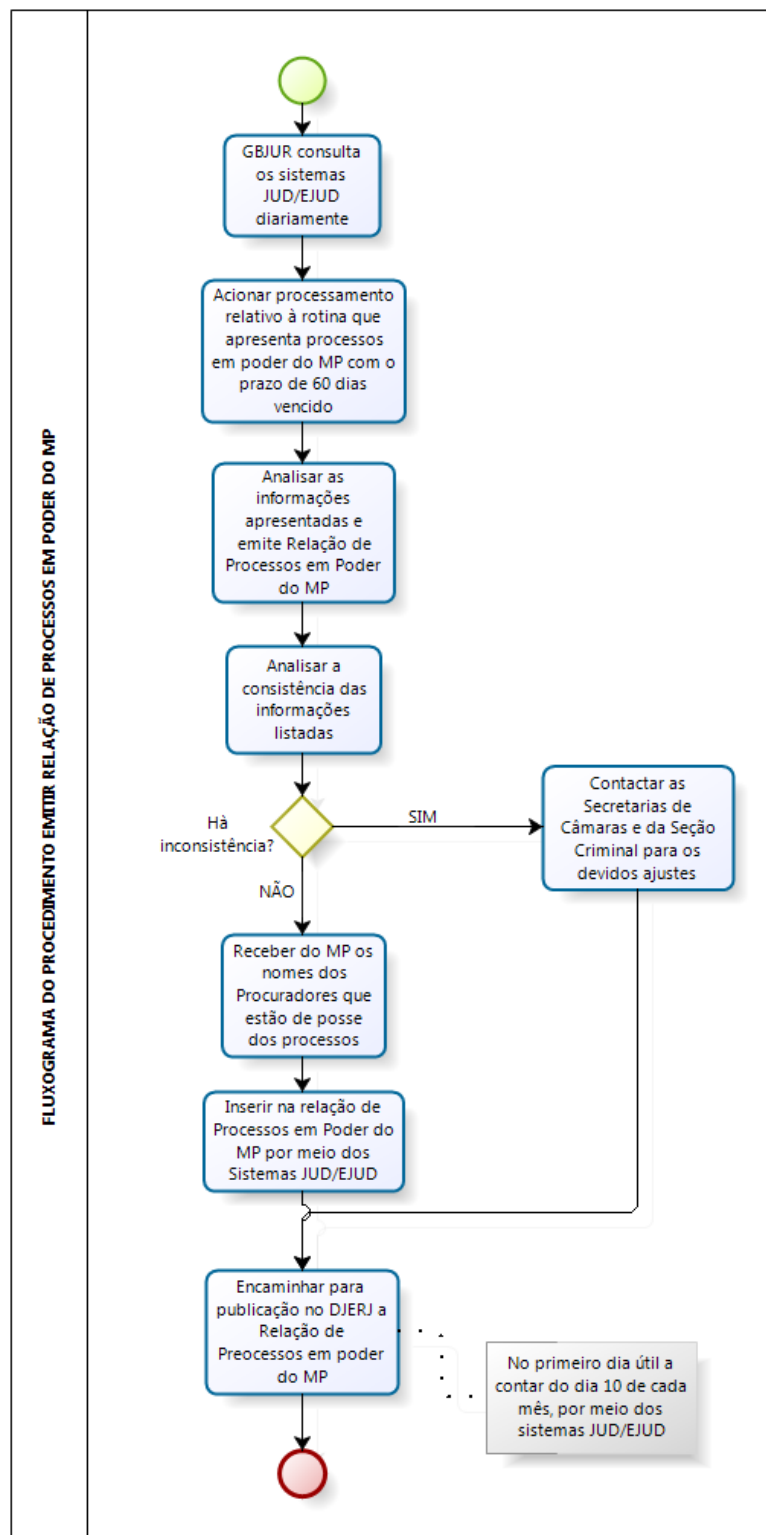 FLUXOGRAMA DO PROCEDIMENTO EMITIR RELAÇÃO DE PROCESSOS EM PODER DO MP
GBJUR consulta
os sistemas
JUD/EJUD
diariamente
Acionar processamento
relativo à rotina que
apresenta processos
em poder do MP com o
prazo de 60 dias
vencido
Analisar as
informações
apresentadas e
emite Relação de
Processos em Poder
do MP
Analisar a
consistência das
informações
listadas
Hà
inconsistência?
SIM
Contactar as
Secretarias de
Câmaras e da Seção
Criminal para os
devidos ajustes
NÃO
Receber do MP os
nomes dos
Procuradores que
estão de posse
dos processos
Inserir na relação de
Processos em Poder do
MP por meio dos
Sistemas JUD/EJUD
Encaminhar para
publicação no DJERJ a
Relação de
Preocessos em poder
do MP
No primeiro dia útil a
contar do dia 10 de cada
mês, por meio dos
sistemas JUD/EJUD